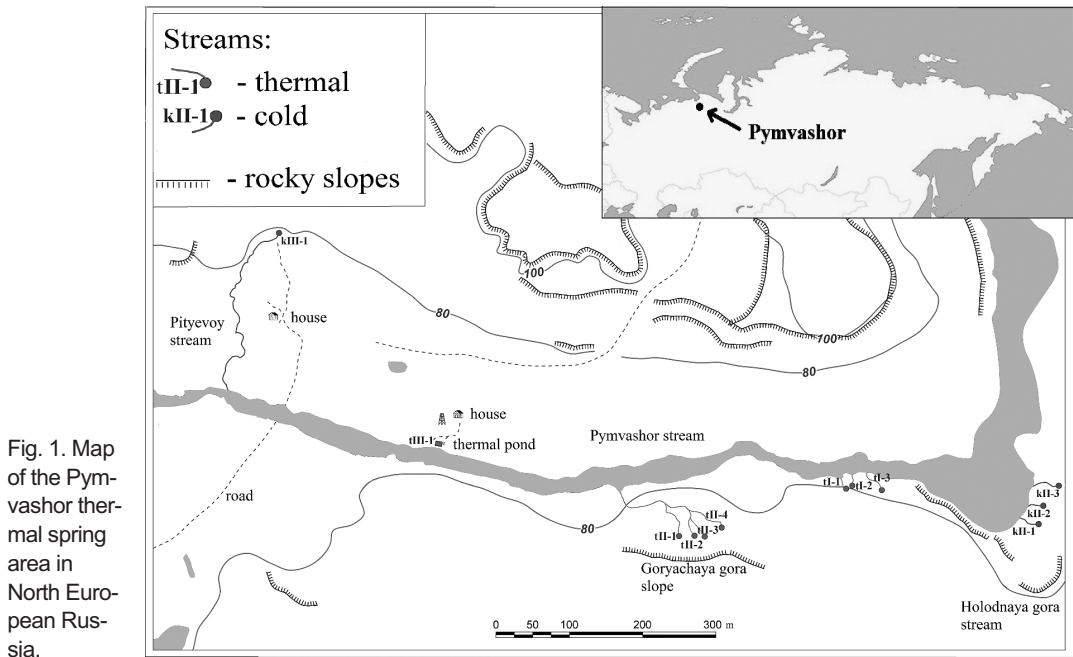 Streams:
tII-1 - thermal
kII-1 - cold
- rocky slopes
Pymvashor
kIII-1
100
Pityevoy
stream
house
80
100
80
house
tIII-1
thermal pond
Pymvashor stream
road
80
tI-1
tI-2
tI-3
kII-3
kII-2
kII-1
tII-4
tII-3
tII-1
tII-2
Goryachaya gora
slope
Holodnaya gora
stream
0 50 100 200 300 m
Fig. 1. Map
of the Pym-
vashor ther-
mal spring
area in
North Euro-
pean Rus-
sia.